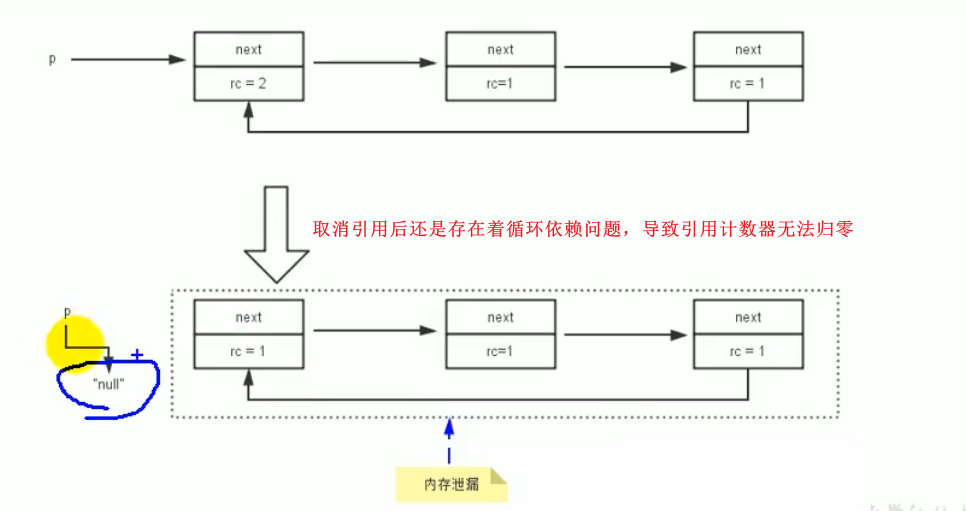 p
next
next
next
rc = 2
rc=1
rc = 1
取消引用后还是存在着循环依赖问题，导致引用计数器无法归零
p
next
next
next
rc = 1
rc=1
rc = 1
"null"
内存泄漏